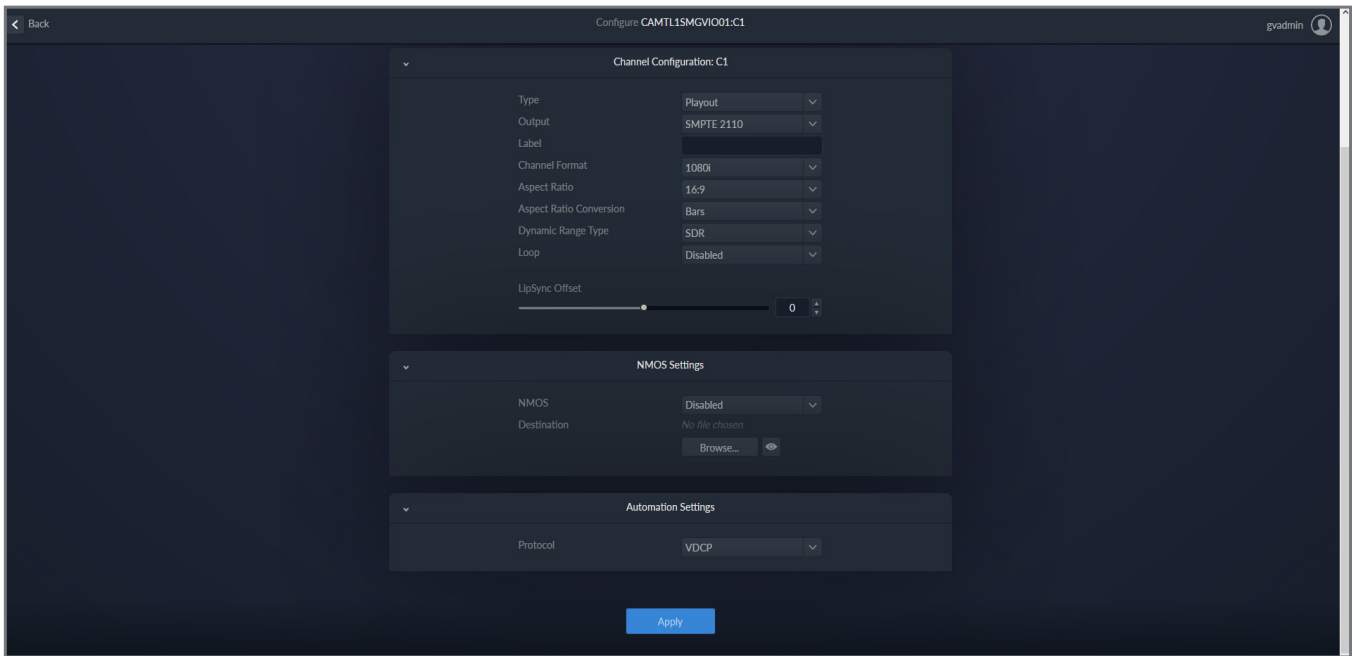 Back Configure CAMTL1SMGVIO01:C1 gvadmin
Channel Configuration: C1
Type Playout
Output SMPTE 2110
Label
Channel Format 1080i
Aspect Ratio 16:9
Aspect Ratio Conversion Bars
Dynamic Range Type SDR
Loop Disabled
LipSync Offset
0
NMOS Settings
NMOS Disabled
Destination No file chosen
Browse...
Automation Settings
Protocol VDCP
Apply